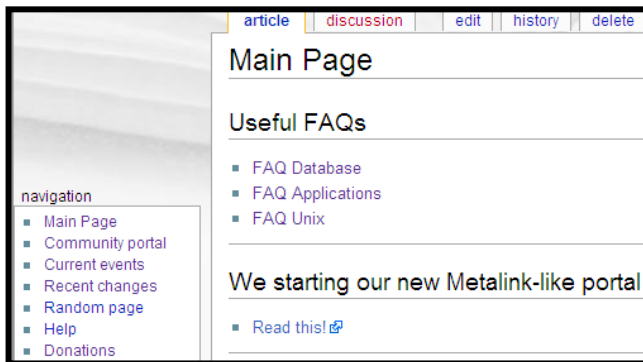 article discussion edit history delete
Main Page
Useful FAQs
FAQ Database
FAQ Applications
FAQ Unix
We starting our new Metalink-like portal
Read this!
navigation
Main Page
Community portal
Current events
Recent changes
Random page
Help
Donations